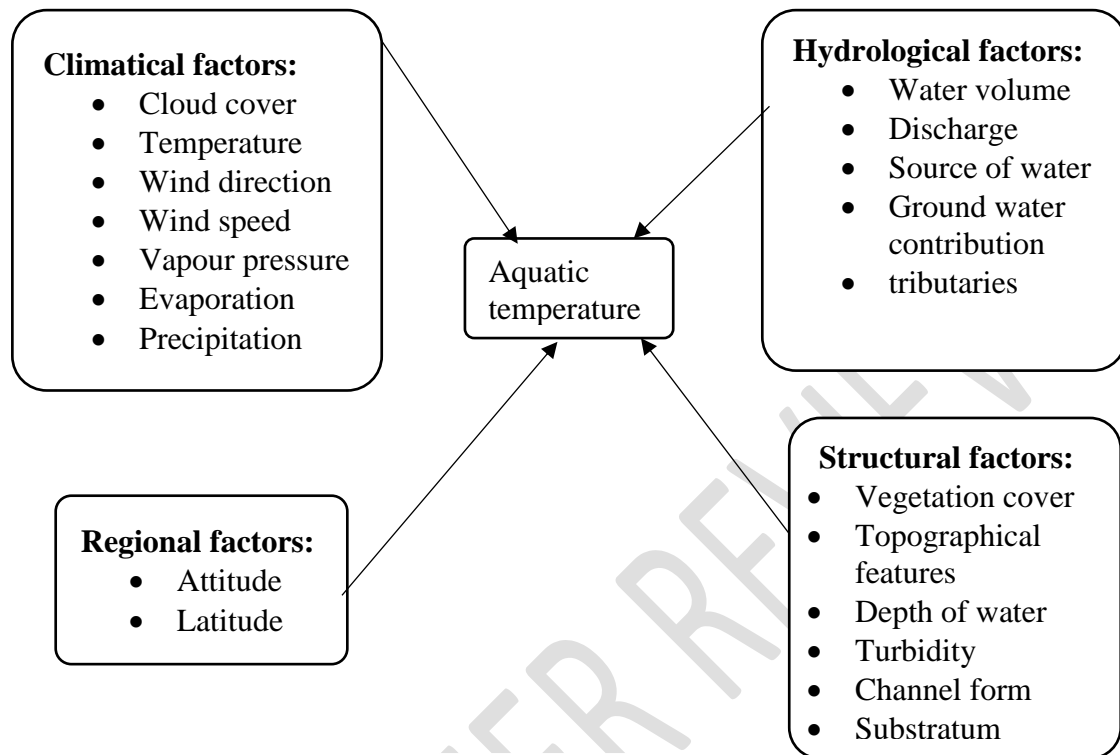 Climatical factors:
• Cloud cover
• Temperature
• Wind direction
• Wind speed
• Vapour pressure
• Evaporation
• Precipitation
Hydrological factors:
• Water volume
• Discharge
• Source of water
• Ground water
contribution
• tributaries
Aquatic
temperature
Regional factors:
• Attitude
• Latitude
Structural factors:
• Vegetation cover
• Topographical
features
• Depth of water
• Turbidity
• Channel form
• Substratum